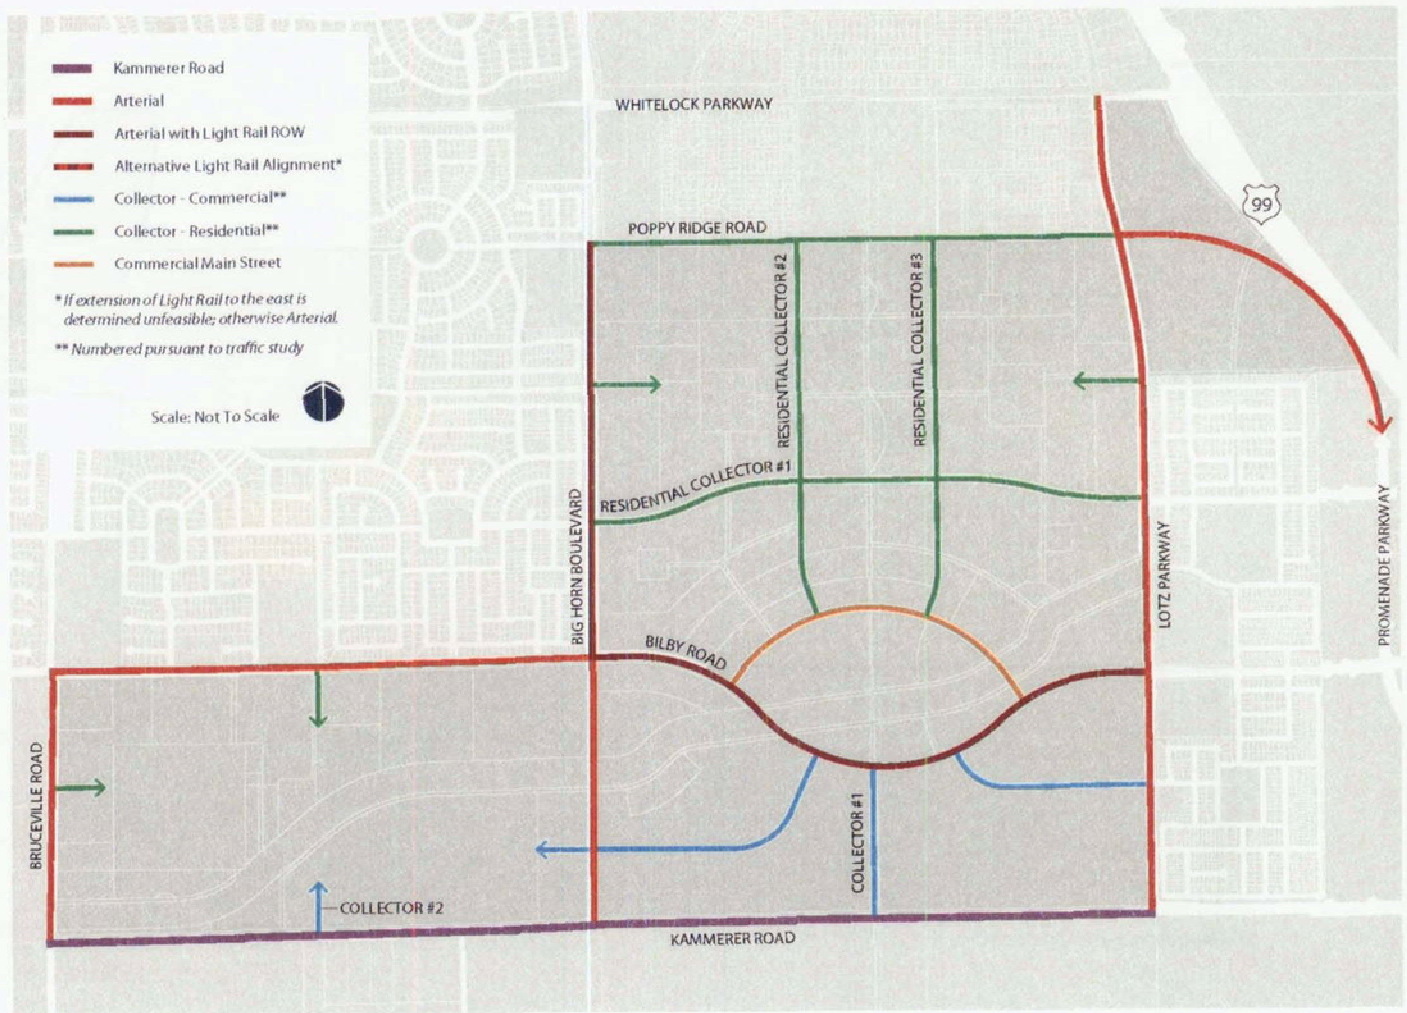 Kammerer Road
Arterial
Arterial with Light Rail ROW
Alternative Light Rail Alignment*
Collector - Commercial**
Collector - Residential**
Commercial Main Street
*If extension of Light Rail to the east is
determined unfeasible; otherwise Arterial.
** Numbered pursuant to traffic study
Scale: Not To Scale
WHITELOCK PARKWAY
99
POPPY RIDGE ROAD
RESIDENTIAL COLLECTOR #2
RESIDENTIAL COLLECTOR #3
RESIDENTIAL COLLECTOR #1
BIG HORN BOULEVARD
LOTZ PARKWAY
PROMENADE PARKWAY
BILBY ROAD
BRUCEVILLE ROAD
COLLECTOR #1
COLLECTOR #2
KAMMERER ROAD